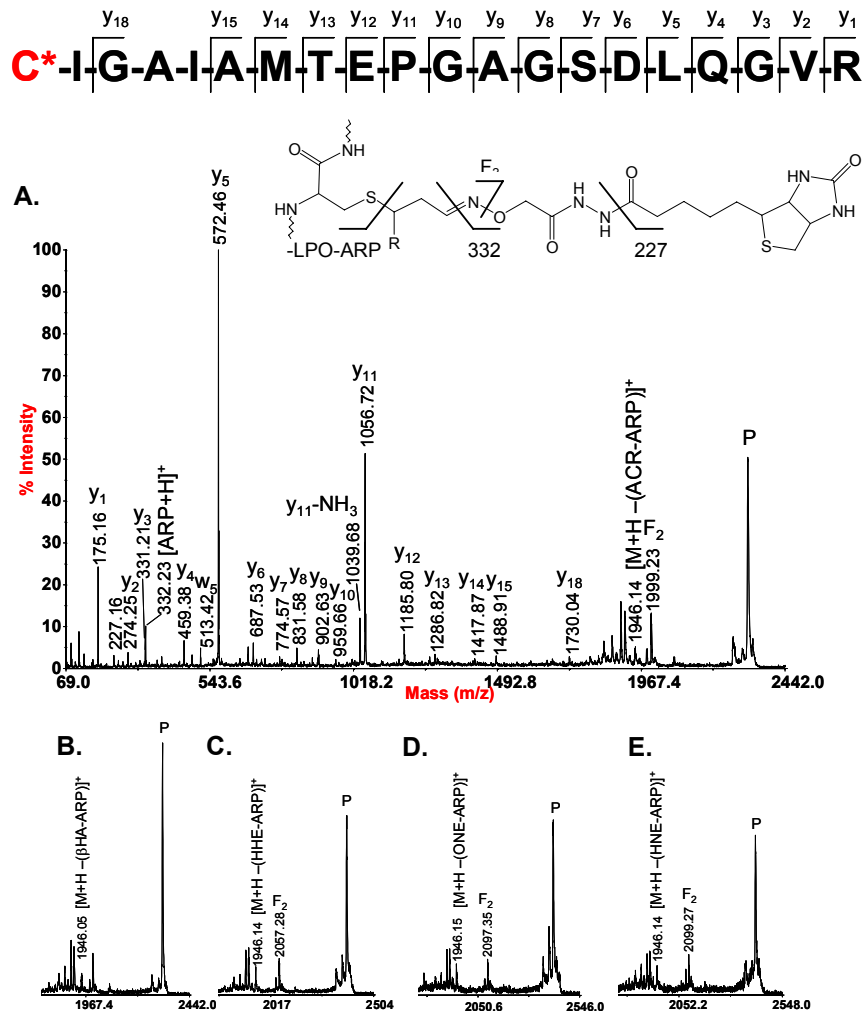 y18 y15 y14 y13 y12 y11 y10 y9 y8 y7 y6 y5 y4 y3 y2 y1
C*-I-G-A-I-A-M-T-E-P-G-A-G-S-D-L-Q-G-V-R
A.
O
NH
HN
S
R
-LPO-ARP
N
O
F2
332
O
H
N
N
H
O
227
HN
O
NH
S
% Intensity
100
90
80
70
60
50
40
30
20
10
0
y1
175.16
227.16
y2
274.25
y3
331.21
332.23 [ARP+H]+
y4
459.38
w5
513.42
y5
572.46
y6
687.53
y7
774.57
y8
831.58
y9
902.63
y10
959.66
y11-NH3
1039.68
y11
1056.72
y12
1185.80
y13
1286.82
y14
1417.87
y15
1488.91
y18
1730.04
1946.14 [M+H –(ACR-ARP)]+
F2
1999.23
P
69.0 543.6 1018.2 1492.8 1967.4 2442.0
Mass (m/z)
B.
1946.05 [M+H –(βHA-ARP)]+
P
1967.4 2442.0
C.
1946.14 [M+H –(HHE-ARP)]+
F2
2057.28
P
2017 2504
D.
1946.15 [M+H –(ONE-ARP)]+
F2
2097.35
P
2050.6 2546.0
E.
1946.14 [M+H –(HNE-ARP)]+
F2
2099.27
P
2052.2 2548.0